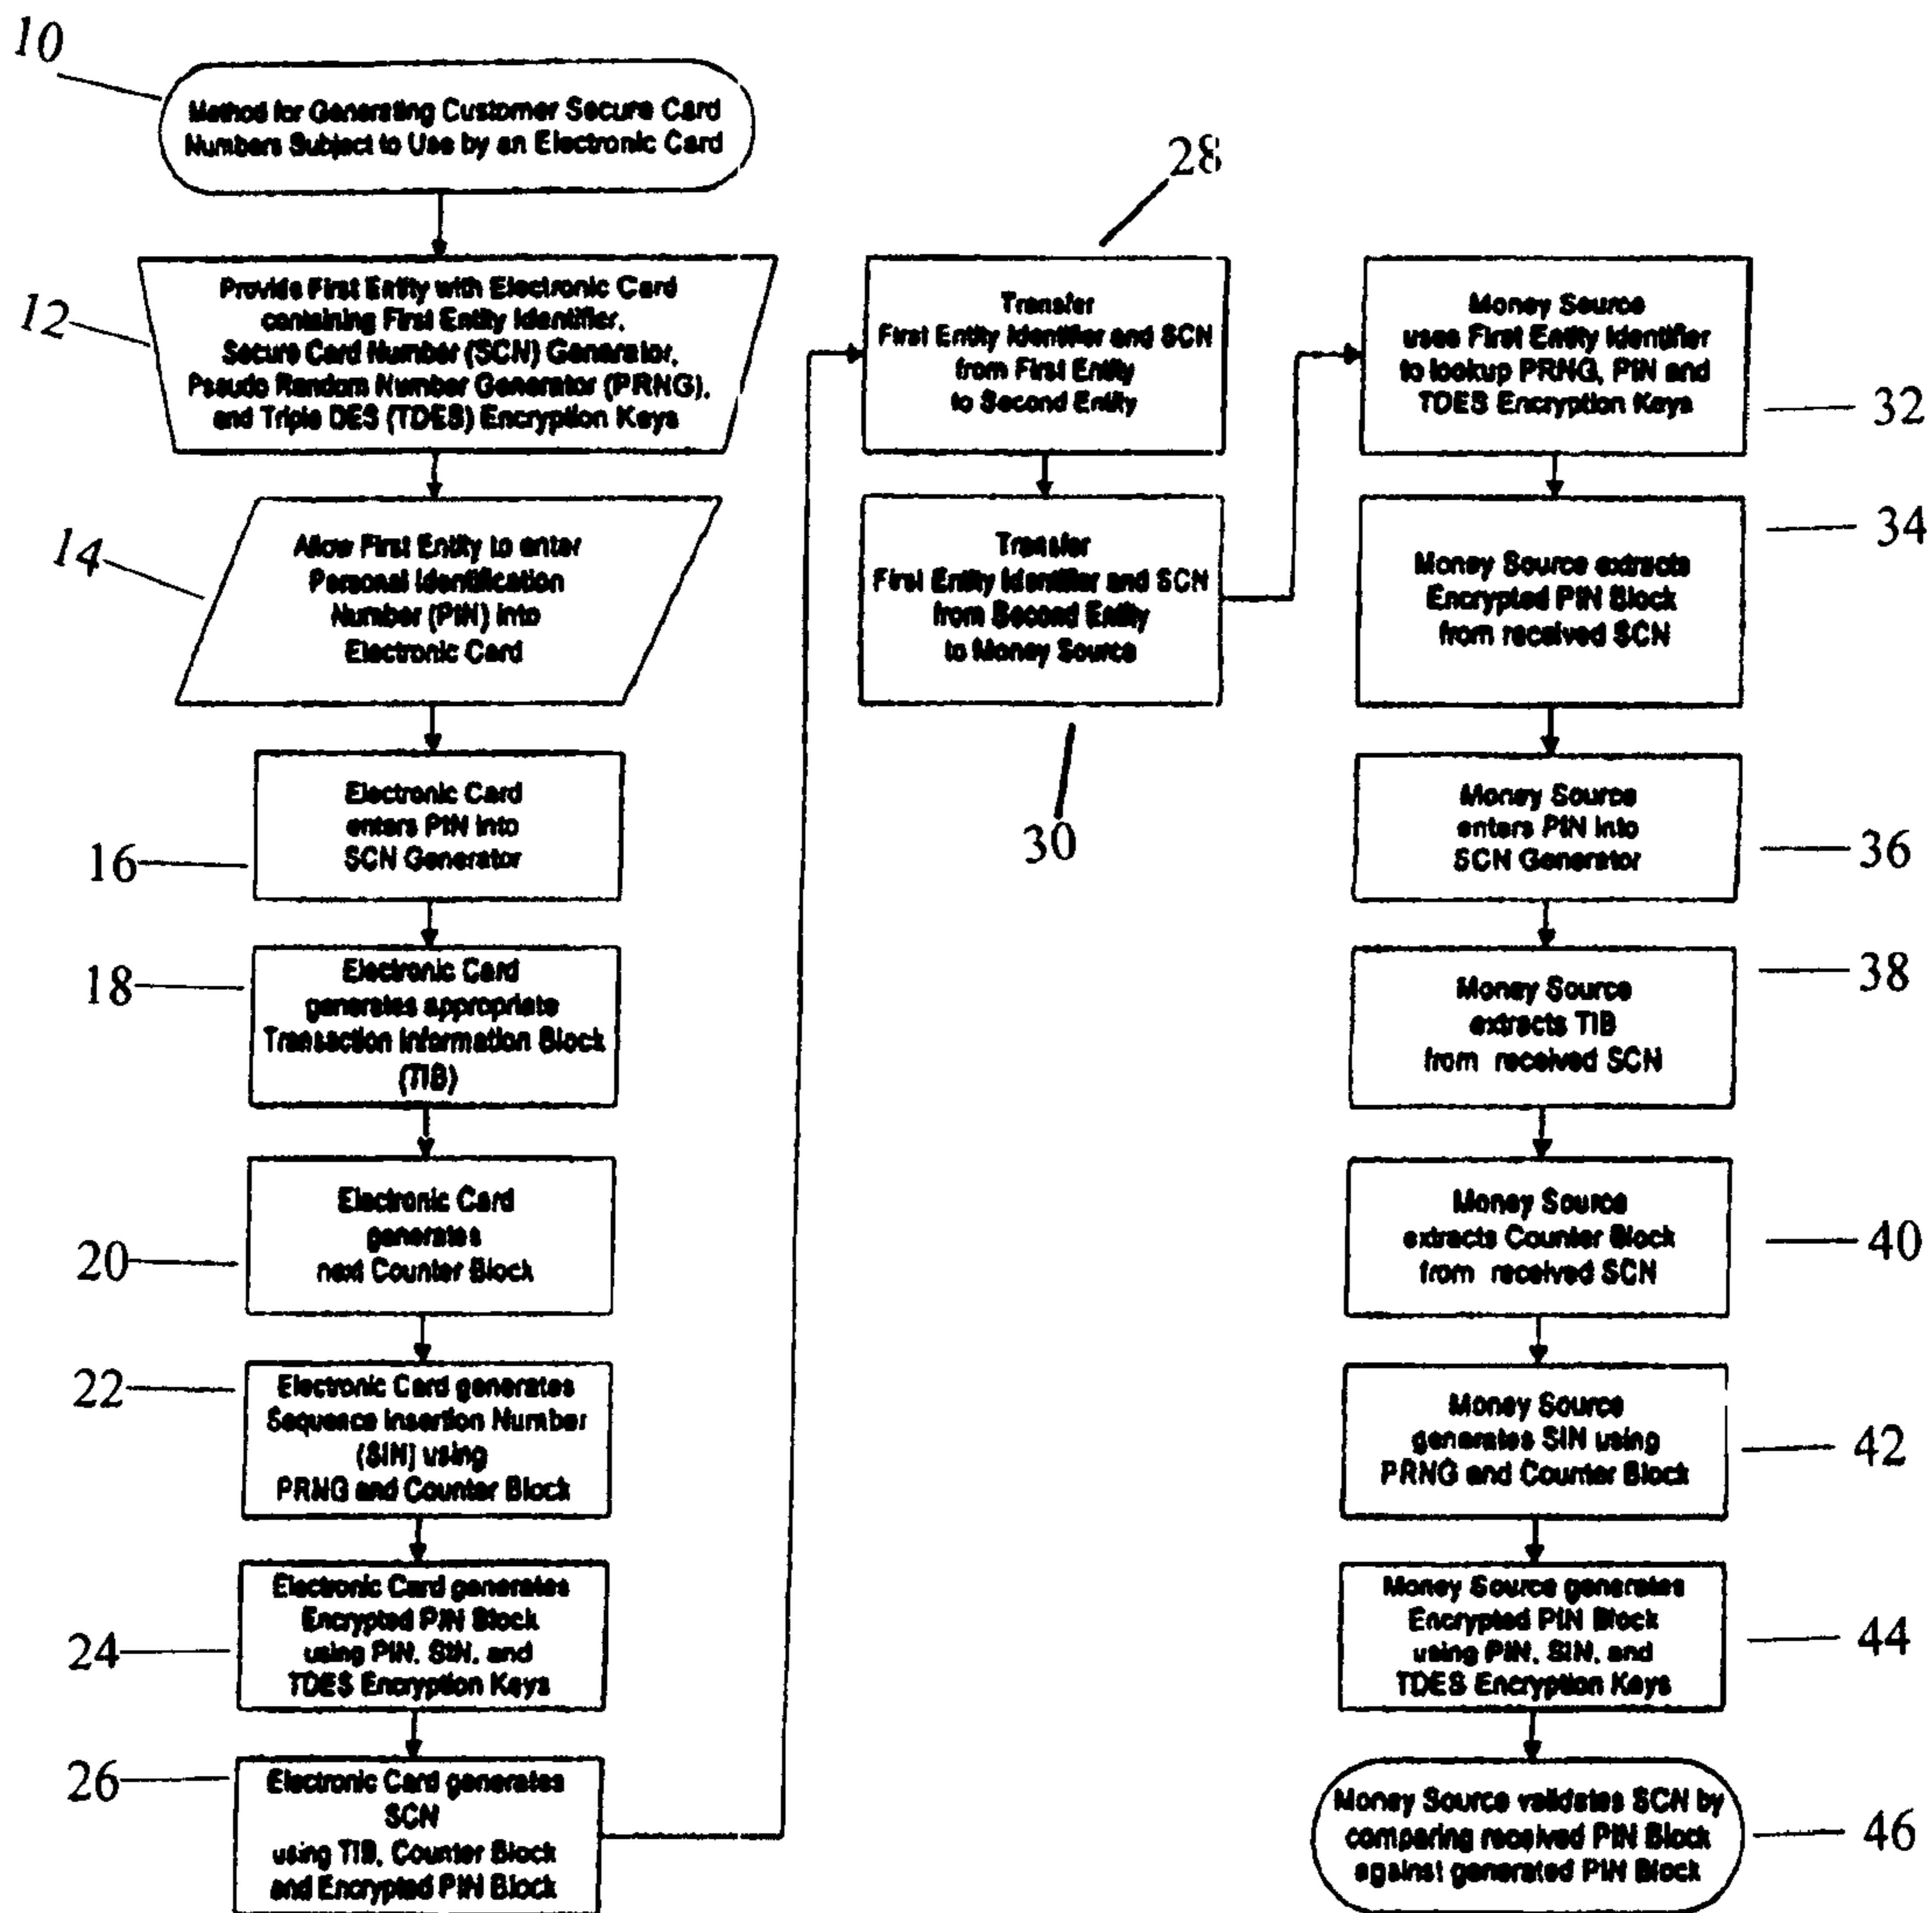 10
Method for Generating Customer Secure Card
Numbers Subject to Use by an Electronic Card
12
Provide First Entity with Electronic Card
containing First Entity Identifier,
Secure Card Number (SCN) Generator,
Pseudo Random Number Generator (PRNG),
and Triple DES (TDES) Encryption Keys
14
Allow First Entity to enter
Personal Identification
Number (PIN) into
Electronic Card
16
Electronic Card
enters PIN into
SCN Generator
18
Electronic Card
generates appropriate
Transaction Information Block
(TIB)
20
Electronic Card
generates
next Counter Block
22
Electronic Card generates
Sequence Insertion Number
(SIN] using
PRNG and Counter Block
24
Electronic Card generates
Encrypted PIN Block
using PIN, SIN, and
TDES Encryption Keys
26
Electronic Card generates
SCN
using TIB, Counter Block
and Encrypted PIN Block
28
Transfer
First Entity Identifier and SCN
from First Entity
to Second Entity
Transfer
First Entity Identifier and SCN
from Second Entity
to Money Source
30
Money Source
uses First Entity Identifier
to lookup PRNG, PIN and
TDES Encryption Keys
32
Money Source extracts
Encrypted PIN Block
from received SCN
34
Money Source
enters PIN into
SCN Generator
36
Money Source
extracts TIB
from received SCN
38
Money Source
extracts Counter Block
from received SCN
40
Money Source
generates SIN using
PRNG and Counter Block
42
Money Source generates
Encrypted PIN Block
using PIN, SIN, and
TDES Encryption Keys
44
Money Source validates SCN by
comparing received PIN Block
against generated PIN Block
46